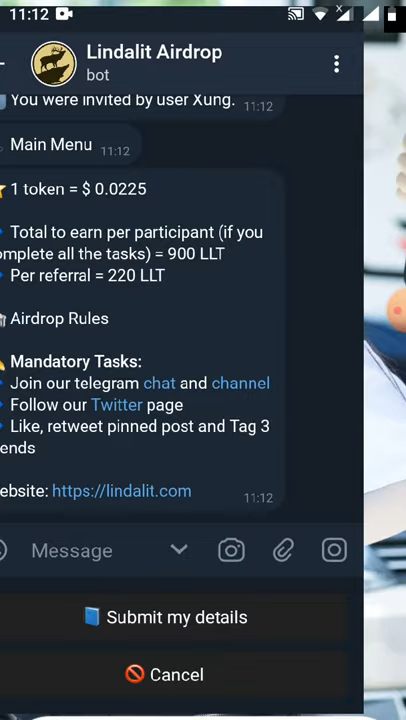 11:12
Lindalit Airdrop
bot
You were invited by user Xung.
11:12
Main Menu
11:12
1 token = $ 0.0225
Total to earn per participant (if you
omplete all the tasks) = 900 LLT
Per referral = 220 LLT
Airdrop Rules
Mandatory Tasks:
Join our telegram chat and channel
Follow our Twitter page
Like, retweet pinned post and Tag 3
ends
ebsite: https://lindalit.com
11:12
Message
Submit my details
Cancel